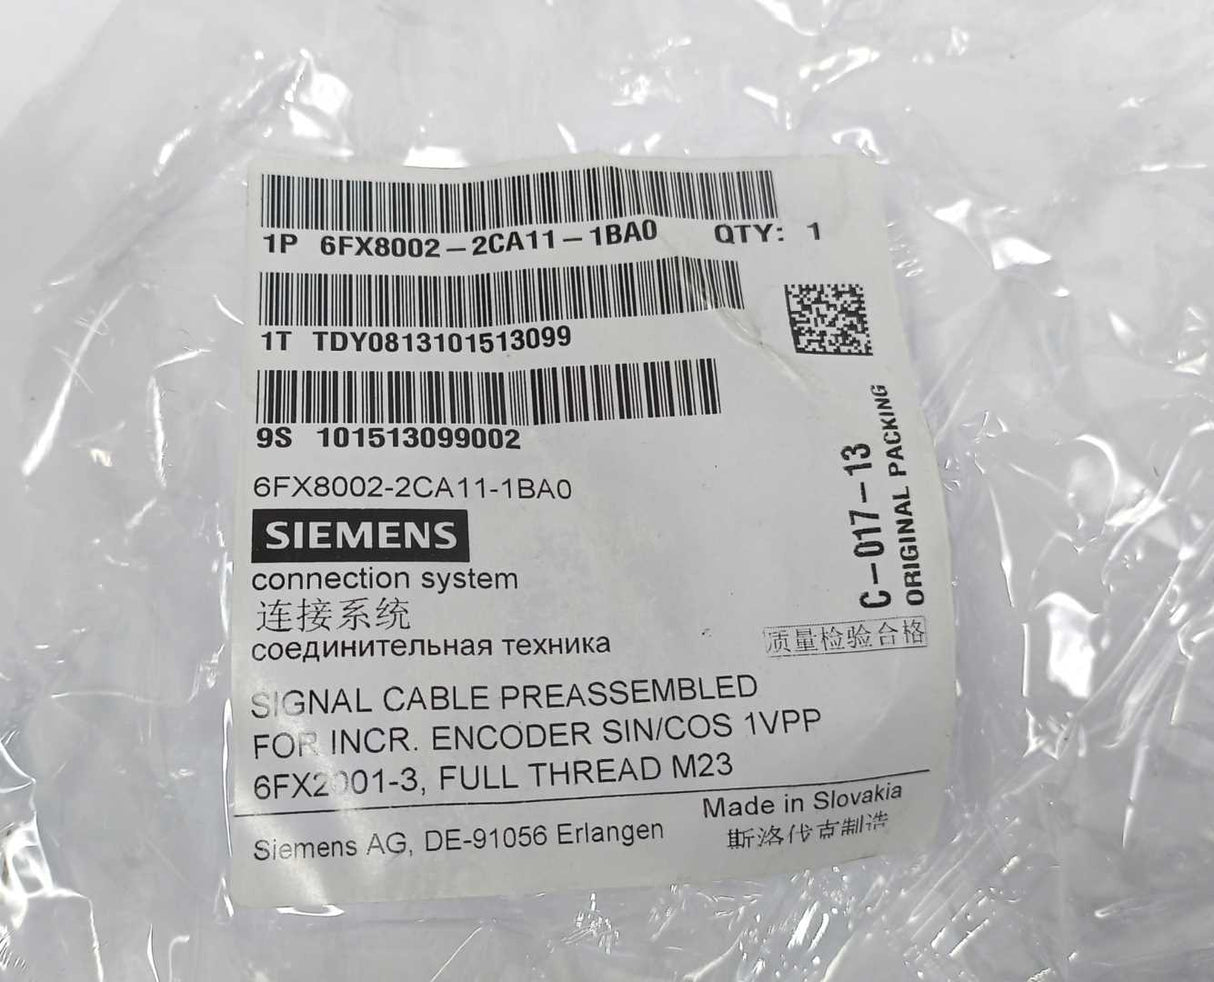 1P 6FX8002-2CA11-1BA0 QTY: 1
1T TDY0813101513099
9S 101513099002
6FX8002-2CA11-1BA0
SIEMENS
connection system
连接系统
соединительная техника
C-017-13
ORIGINAL PACKING
质量检验合格
SIGNAL CABLE PREASSEMBLED
FOR INCR. ENCODER SIN/COS 1VPP
6FX2001-3, FULL THREAD M23
Siemens AG, DE-91056 Erlangen
Made in Slovakia
斯洛伐克制造